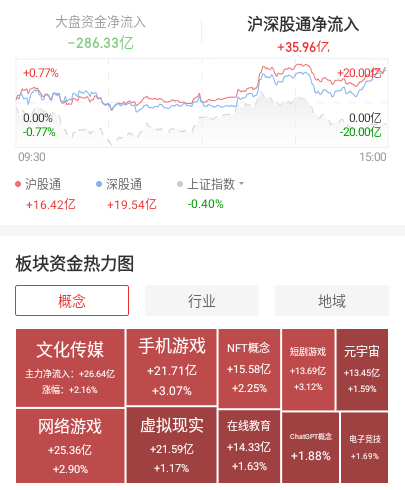 大盘资金净流入
沪深股通净流入
-286.33亿
+35.96亿
+0.77%
+20.00亿
0.00%
0.00亿
-0.77%
-20.00亿
09:30
15:00
沪股通
深股通
上证指数
+16.42亿
+19.54亿
-0.40%
板块资金热力图
概念
行业
地域
文化传媒
主力净流入：+26.64亿
涨幅：+2.16%
手机游戏
+21.71亿
+3.07%
NFT概念
+15.58亿
+2.25%
短剧游戏
+13.69亿
+3.12%
元宇宙
+13.45亿
+1.59%
网络游戏
+25.36亿
+2.90%
虚拟现实
+21.59亿
+1.17%
在线教育
+14.33亿
+1.63%
ChatGPT概念
+1.88%
电子竞技
+1.69%